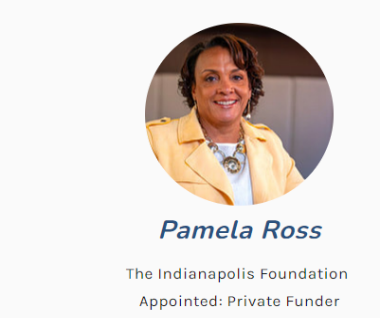 Pamela Ross
The Indianapolis Foundation
Appointed: Private Funder